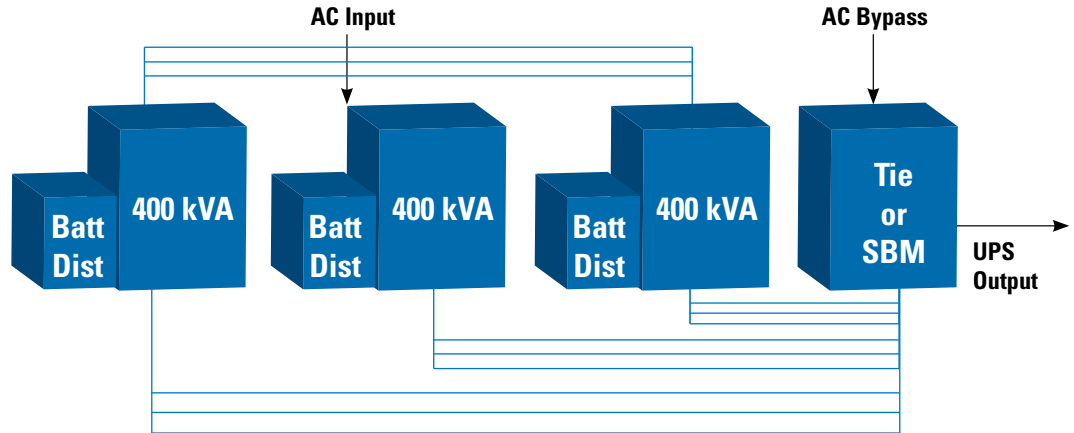 AC Input
AC Bypass
400 kVA
Batt
Dist
400 kVA
Batt
Dist
400 kVA
Batt
Dist
Tie
or
SBM
UPS
Output